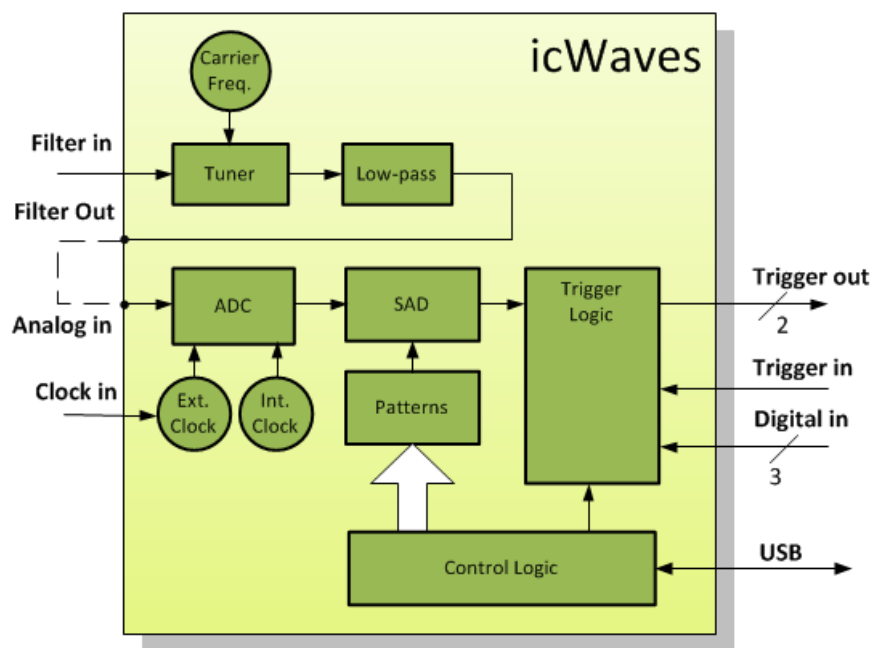 icWaves
Carrier
Freq.
Filter in
Tuner
Low-pass
Filter Out
Analog in
ADC
SAD
Trigger
Logic
Trigger out
2
Trigger in
Clock in
Ext.
Clock
Int.
Clock
Patterns
Digital in
3
Control Logic
USB